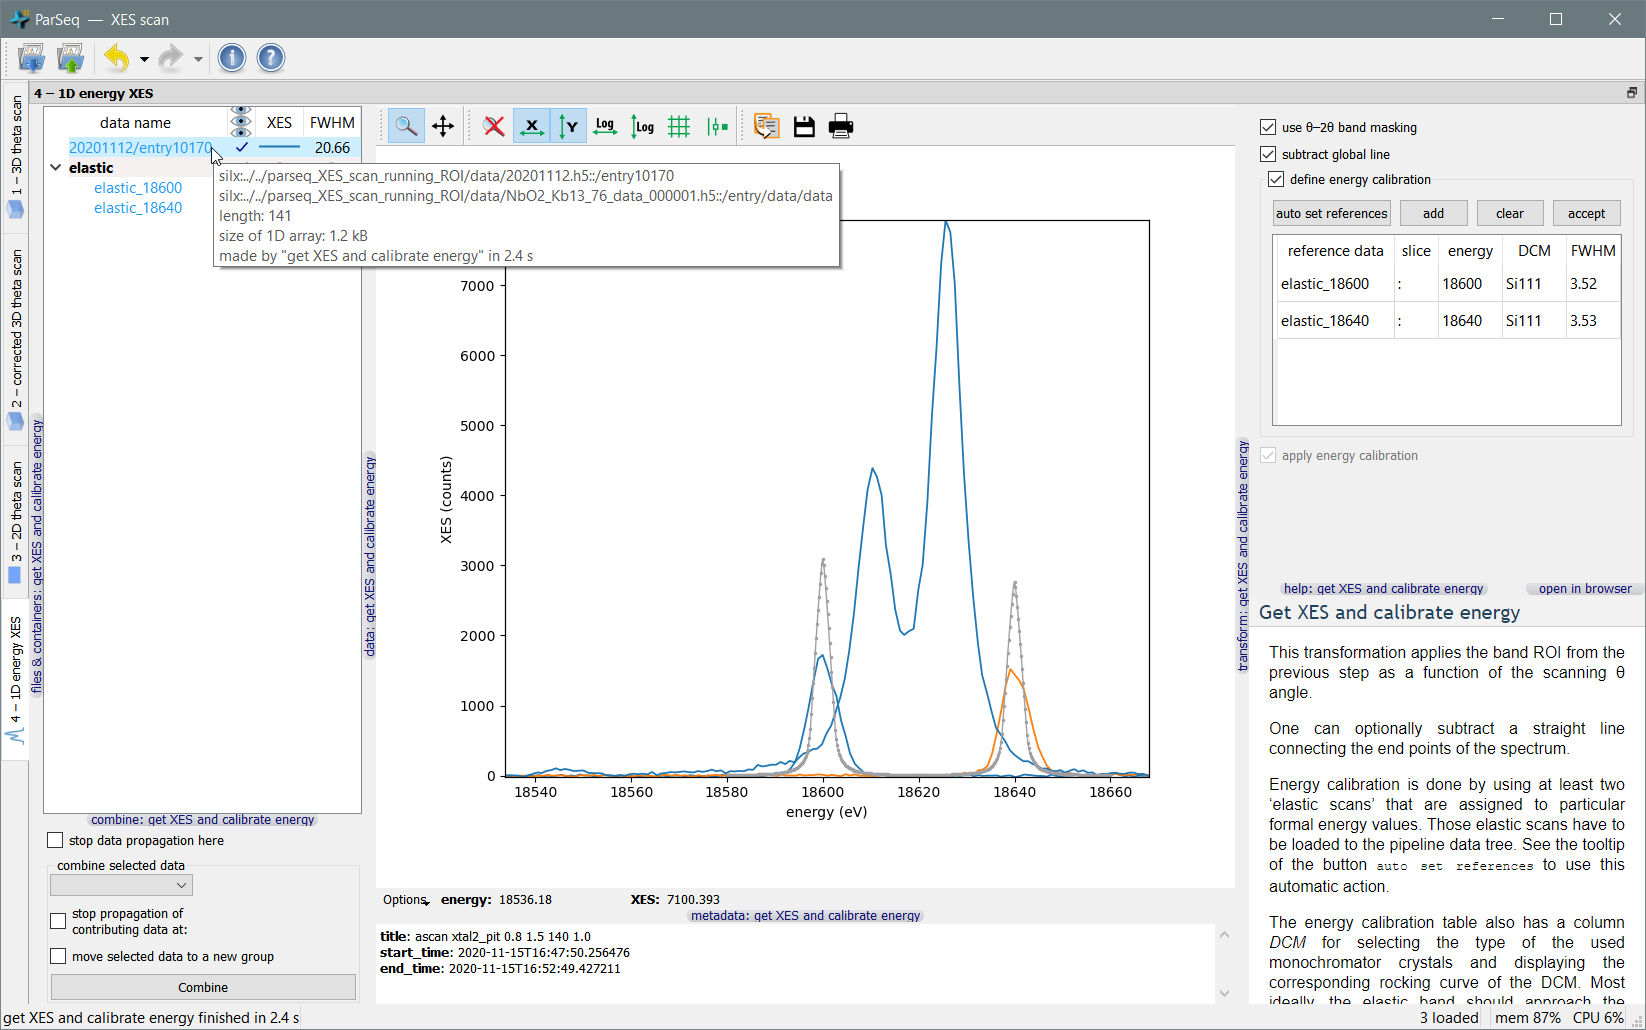 ParSeq — XES scan
4 – 1D energy XES
1 – 3D theta scan
2 – corrected 3D theta scan
3 – 2D theta scan
4 – 1D energy XES
files & containers: get XES and calibrate energy
data name XES FWHM
20201112/entry10170 20.66
elastic
elastic_18600
elastic_18640
silx:../../parseq_XES_scan_running_ROI/data/20201112.h5::/entry10170
silx:../../parseq_XES_scan_running_ROI/data/NbO2_Kb13_76_data_000001.h5::/entry/data/data
length: 141
size of 1D array: 1.2 kB
made by "get XES and calibrate energy" in 2.4 s
combine: get XES and calibrate energy
stop data propagation here
combine selected data
stop propagation of
contributing data at:
move selected data to a new group
Combine
data: get XES and calibrate energy
X Y Log Log
XES (counts)
7000
6000
5000
4000
3000
2000
1000
0
18540 18560 18580 18600 18620 18640 18660
energy (eV)
Options energy: 18536.18 XES: 7100.393
metadata: get XES and calibrate energy
title: ascan xtal2_pit 0.8 1.5 140 1.0
start_time: 2020-11-15T16:47:50.256476
end_time: 2020-11-15T16:52:49.427211
transform: get XES and calibrate energy
use θ–2θ band masking
subtract global line
define energy calibration
auto set references add clear accept
reference data slice energy DCM FWHM
elastic_18600 : 18600 Si111 3.52
elastic_18640 : 18640 Si111 3.53
apply energy calibration
help: get XES and calibrate energy open in browser
Get XES and calibrate energy
This transformation applies the band ROI from the
previous step as a function of the scanning θ
angle.
One can optionally subtract a straight line
connecting the end points of the spectrum.
Energy calibration is done by using at least two
‘elastic scans’ that are assigned to particular
formal energy values. Those elastic scans have to
be loaded to the pipeline data tree. See the tooltip
of the button auto set references to use this
automatic action.
The energy calibration table also has a column
DCM for selecting the type of the used
monochromator crystals and displaying the
corresponding rocking curve of the DCM. Most
ideally, the elastic band should approach the
get XES and calibrate energy finished in 2.4 s
3 loaded mem 87% CPU 6%